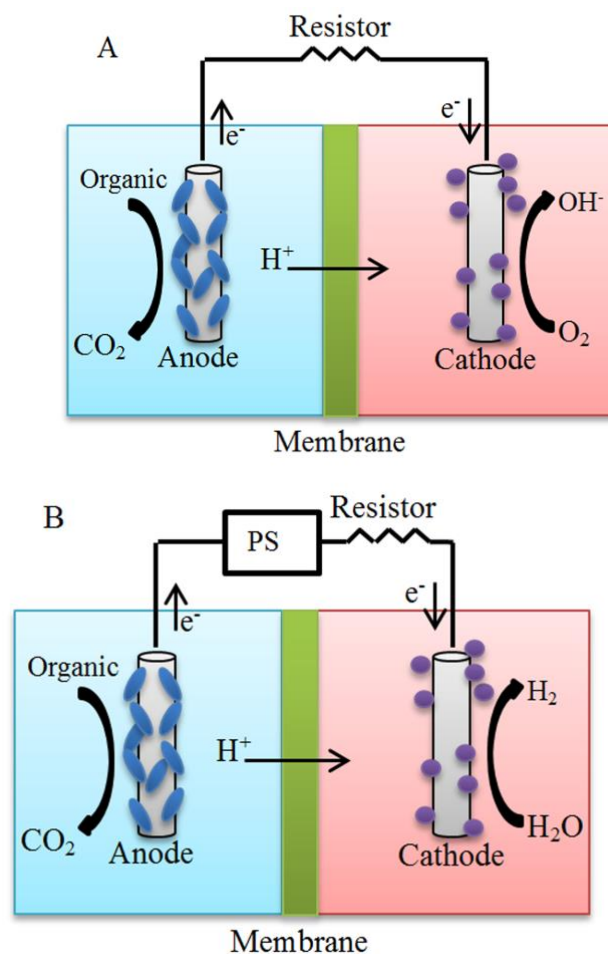 A
Resistor
e⁻
e⁻
Organic
OH⁻
H⁺
CO₂
O₂
Anode
Cathode
Membrane
B
PS
Resistor
e⁻
e⁻
Organic
H₂
H⁺
CO₂
H₂O
Anode
Cathode
Membrane